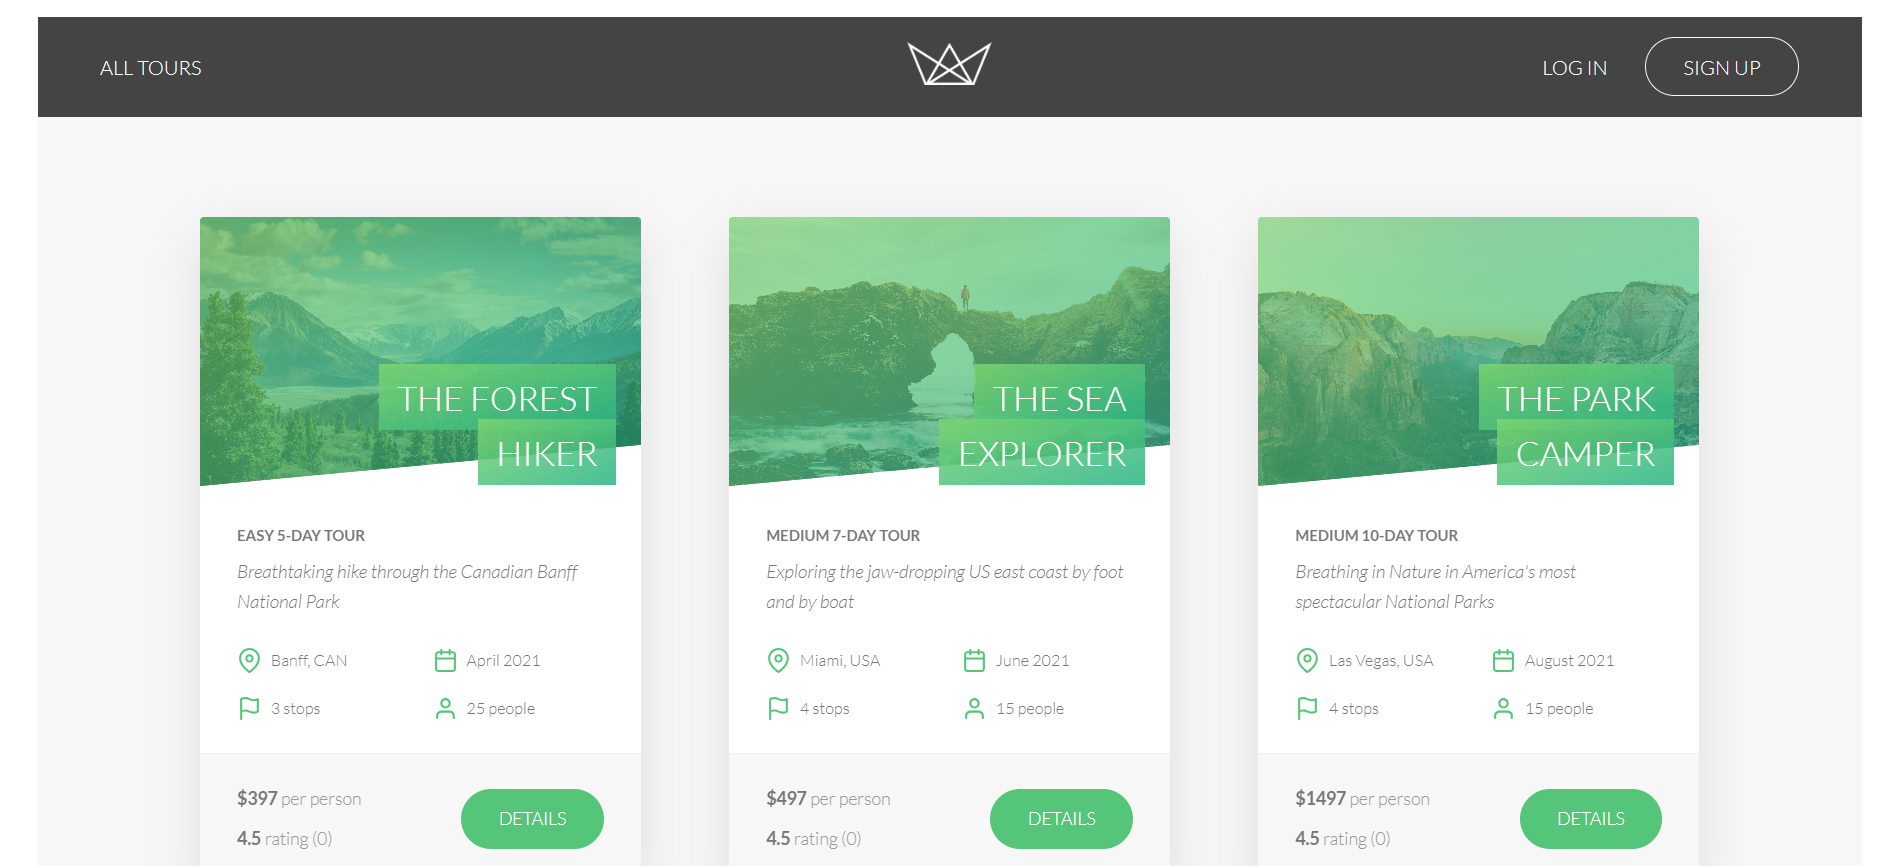 ALL TOURS
LOG IN
SIGN UP
THE FOREST
HIKER
EASY 5-DAY TOUR
Breathtaking hike through the Canadian Banff
National Park
Banff, CAN
April 2021
3 stops
25 people
$397 per person
4.5 rating (0)
DETAILS
THE SEA
EXPLORER
MEDIUM 7-DAY TOUR
Exploring the jaw-dropping US east coast by foot
and by boat
Miami, USA
June 2021
4 stops
15 people
$497 per person
4.5 rating (0)
DETAILS
THE PARK
CAMPER
MEDIUM 10-DAY TOUR
Breathing in Nature in America's most
spectacular National Parks
Las Vegas, USA
August 2021
4 stops
15 people
$1497 per person
4.5 rating (0)
DETAILS